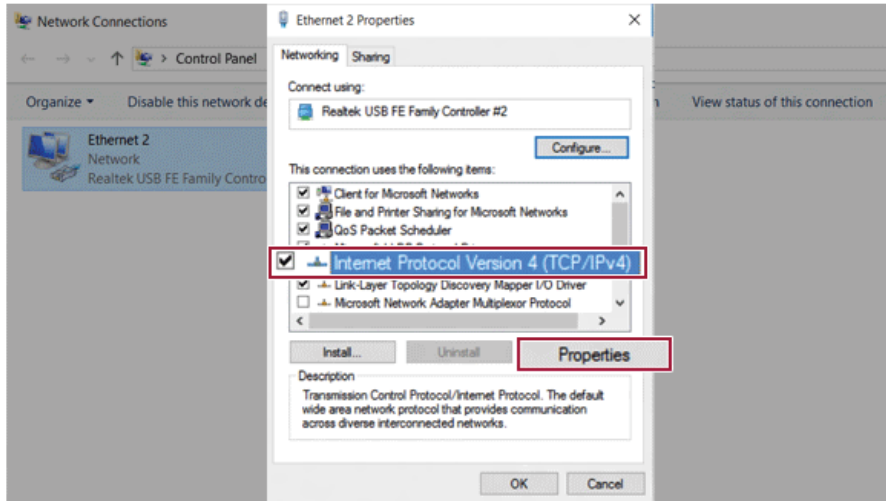 Network Connections
Control Panel
Organize
Disable this network de
View status of this connection
Ethernet 2
Network
Realtek USB FE Family Contro
Ethernet 2 Properties
Networking
Sharing
Connect using:
Realtek USB FE Family Controller #2
Configure...
This connection uses the following items:
Client for Microsoft Networks
File and Printer Sharing for Microsoft Networks
QoS Packet Scheduler
Internet Protocol Version 4 (TCP/IPv4)
Link-Layer Topology Discovery Mapper I/O Driver
Microsoft Network Adapter Multiplexor Protocol
Install...
Uninstall
Properties
Description
Transmission Control Protocol/Internet Protocol. The default
wide area network protocol that provides communication
across diverse interconnected networks.
OK
Cancel